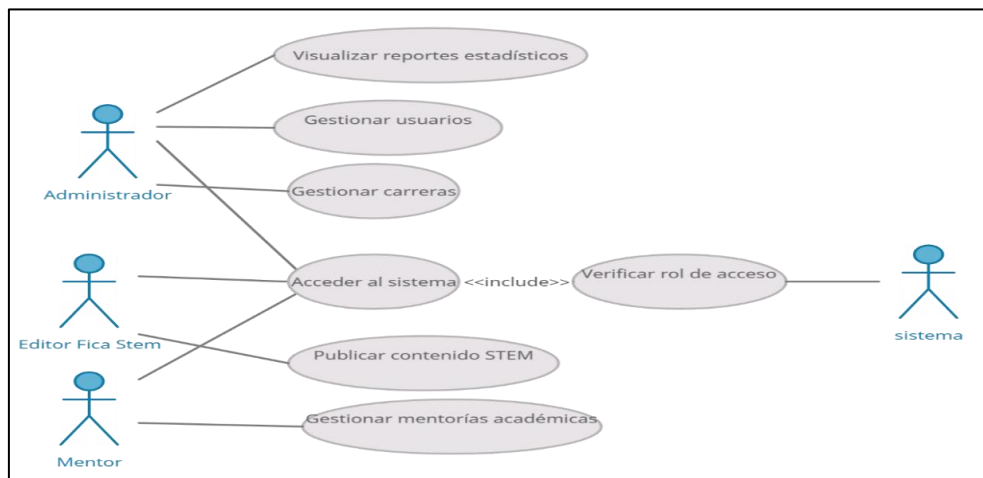 Visualizar reportes estadísticos
Gestionar usuarios
Administrador
Gestionar carreras
Acceder al sistema
<<include>>
Verificar rol de acceso
sistema
Editor Fica Stem
Publicar contenido STEM
Gestionar mentorías académicas
Mentor